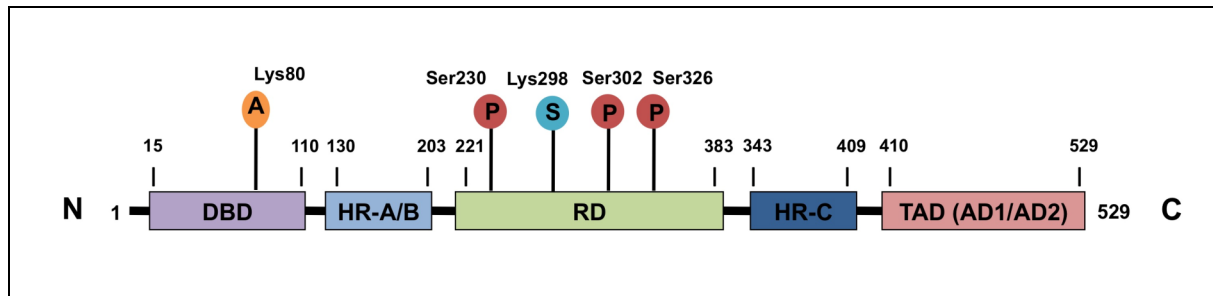 Lys80 Ser230 Lys298 Ser302 Ser326
A P S P P
15 110 130 203 221 383 343 409 410 529
N 1 DBD HR-A/B RD HR-C TAD (AD1/AD2) 529 C